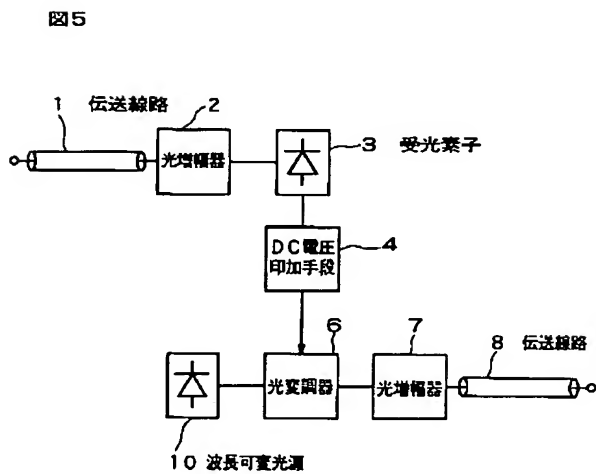 図5
1 伝送線路
2
光増幅器
3 受光素子
DC電圧
印加手段
4
6
7
8 伝送線路
光変調器
光増幅器
10 波長可変光源